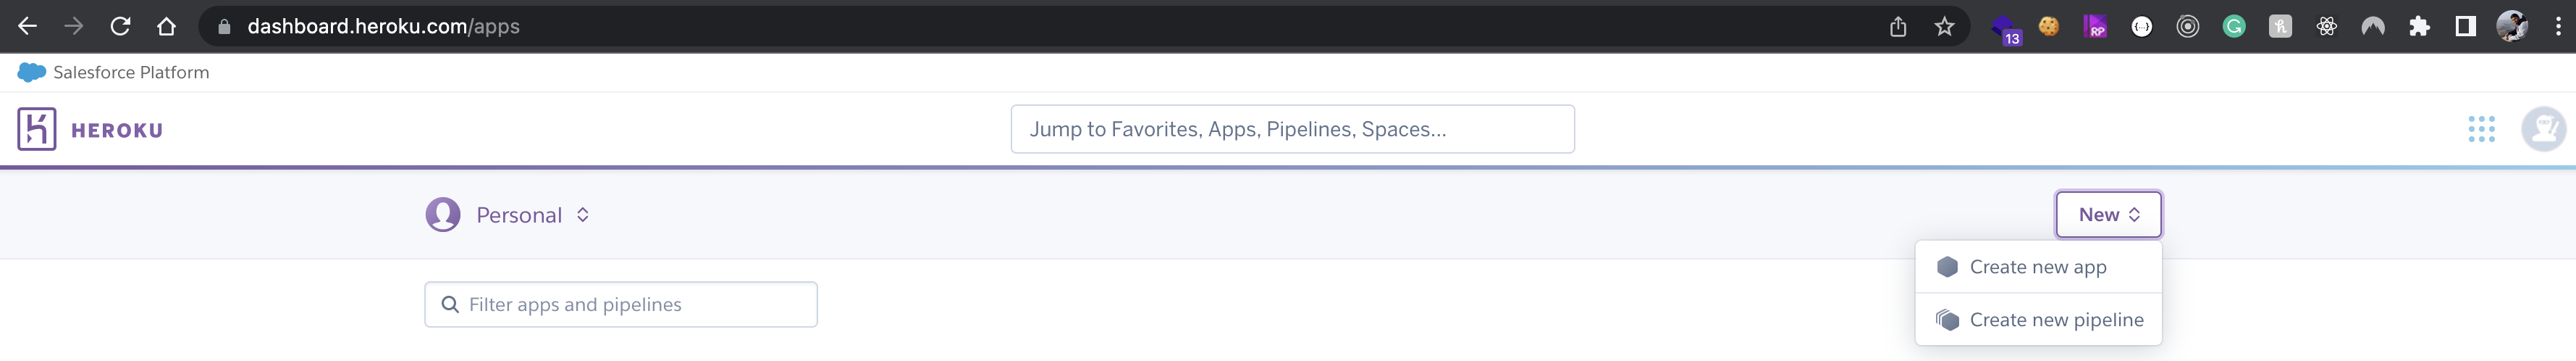 dashboard.heroku.com/apps
13
RP
Salesforce Platform
HEROKU
Jump to Favorites, Apps, Pipelines, Spaces...
Personal
New
Create new app
Filter apps and pipelines
Create new pipeline